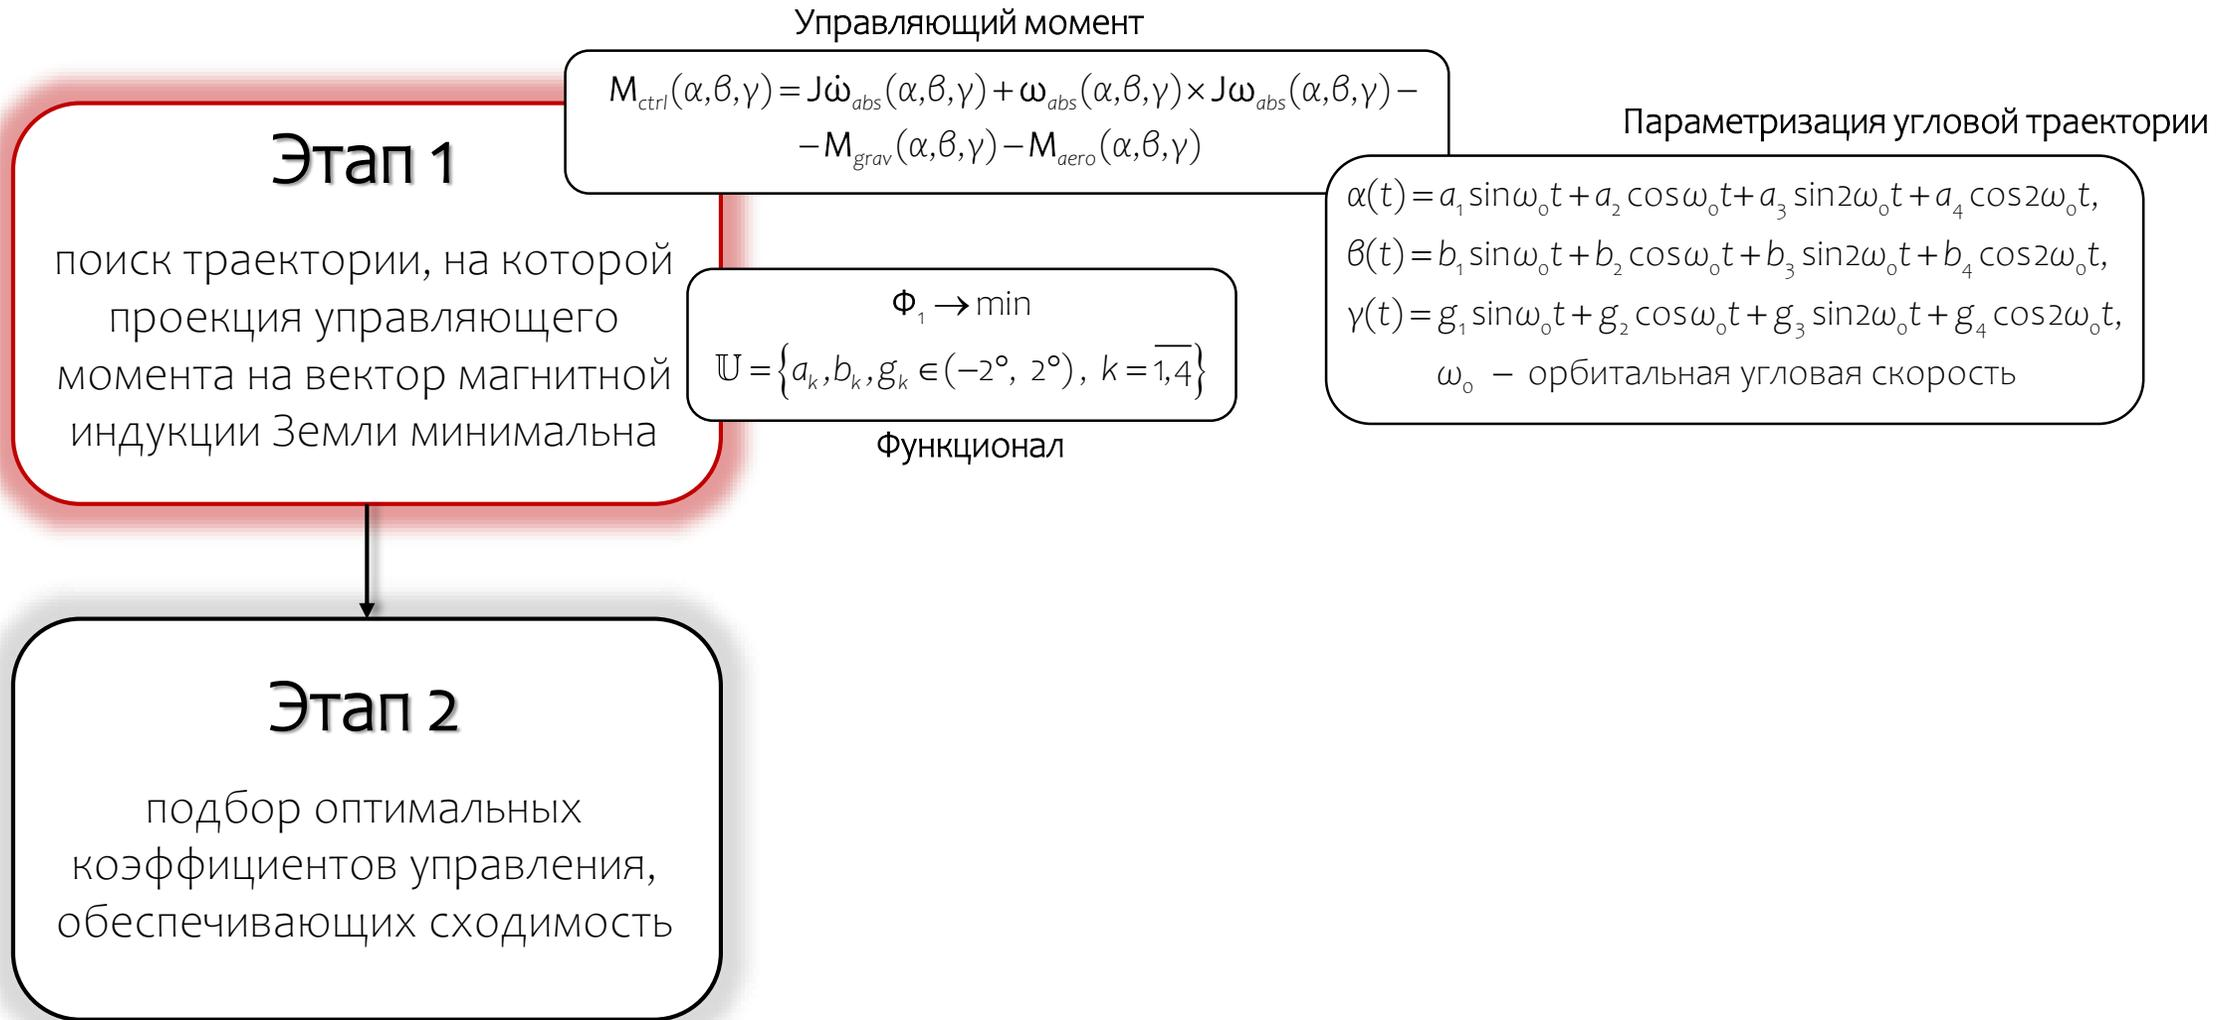 Управляющий момент
M_ctrl(α,β,γ) = Jω̇_abs(α,β,γ) + ω_abs(α,β,γ) × Jω_abs(α,β,γ) −
− M_grav(α,β,γ) − M_aero(α,β,γ)
Параметризация угловой траектории
α(t) = a₁ sinω₀t + a₂ cosω₀t + a₃ sin2ω₀t + a₄ cos2ω₀t,
β(t) = b₁ sinω₀t + b₂ cosω₀t + b₃ sin2ω₀t + b₄ cos2ω₀t,
γ(t) = g₁ sinω₀t + g₂ cosω₀t + g₃ sin2ω₀t + g₄ cos2ω₀t,
ω₀ − орбитальная угловая скорость
Этап 1
поиск траектории, на которой
проекция управляющего
момента на вектор магнитной
индукции Земли минимальна
Φ₁ → min
𝕌 = {a_k, b_k, g_k ∈ (−2°, 2°), k = \overline{1,4}}
Функционал
Этап 2
подбор оптимальных
коэффициентов управления,
обеспечивающих сходимость